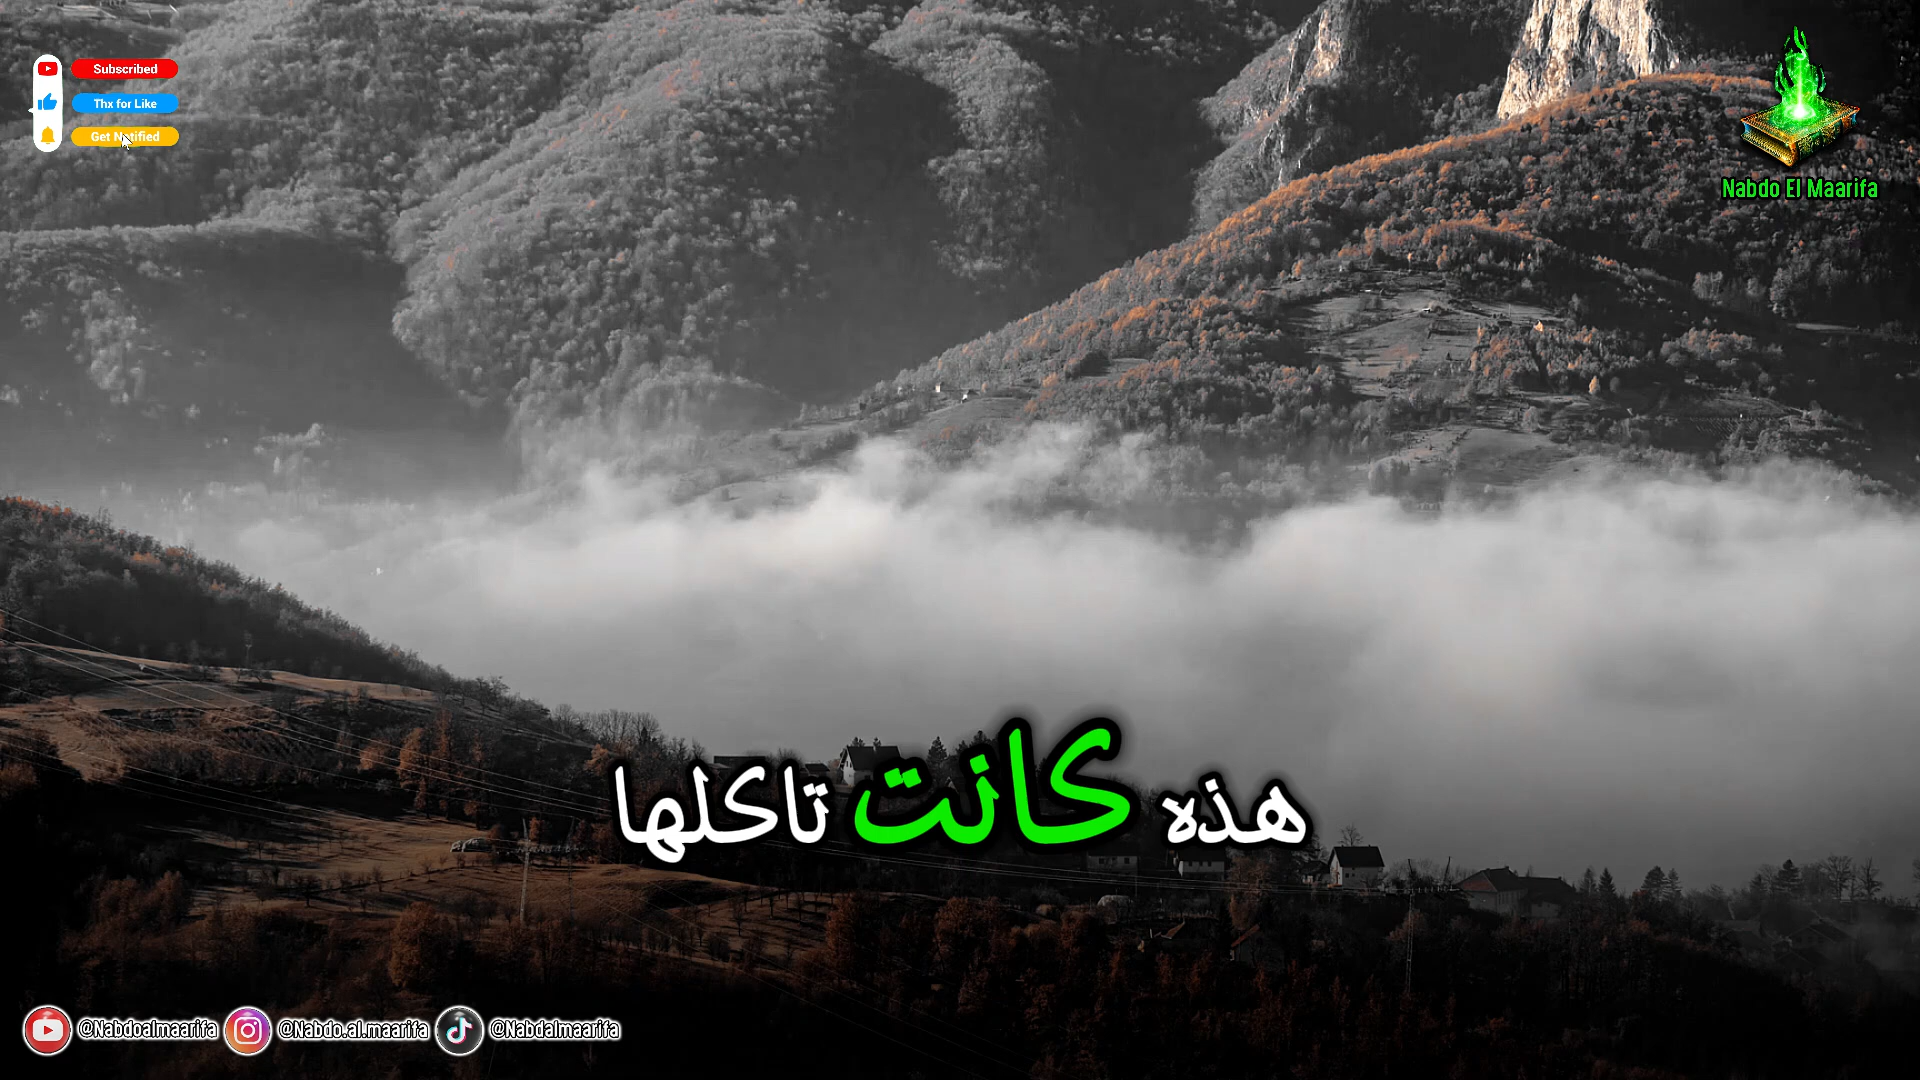 Subscribed
Thx for Like
Get Notified
Nabdo El Maarifa
هذه كانت تاكلها
@Nabdoalmaarifa @Nabdo.al.maarifa @Nabdalmaarifa